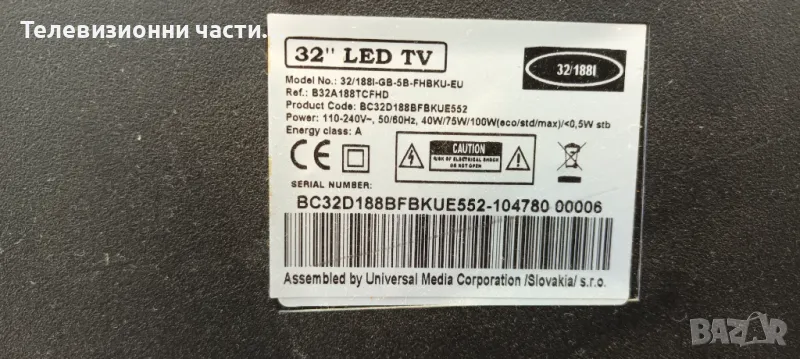 Телевизионни части.
32" LED TV
32/188I
Model No.: 32/188I-GB-5B-FHBKU-EU
Ref.: B32A188TCFHD
Product Code: BC32D188BFBKUE552
Power: 110-240V~, 50/60Hz, 40W/75W/100W(eco/std/max)/<0,5W stb
Energy class: A
CE
CAUTION
RISK OF ELECTRICAL SHOCK
DO NOT OPEN
SERIAL NUMBER:
BC32D188BFBKUE552-104780 00006
Assembled by Universal Media Corporation /Slovakia/ s.r.o.
BAZAR